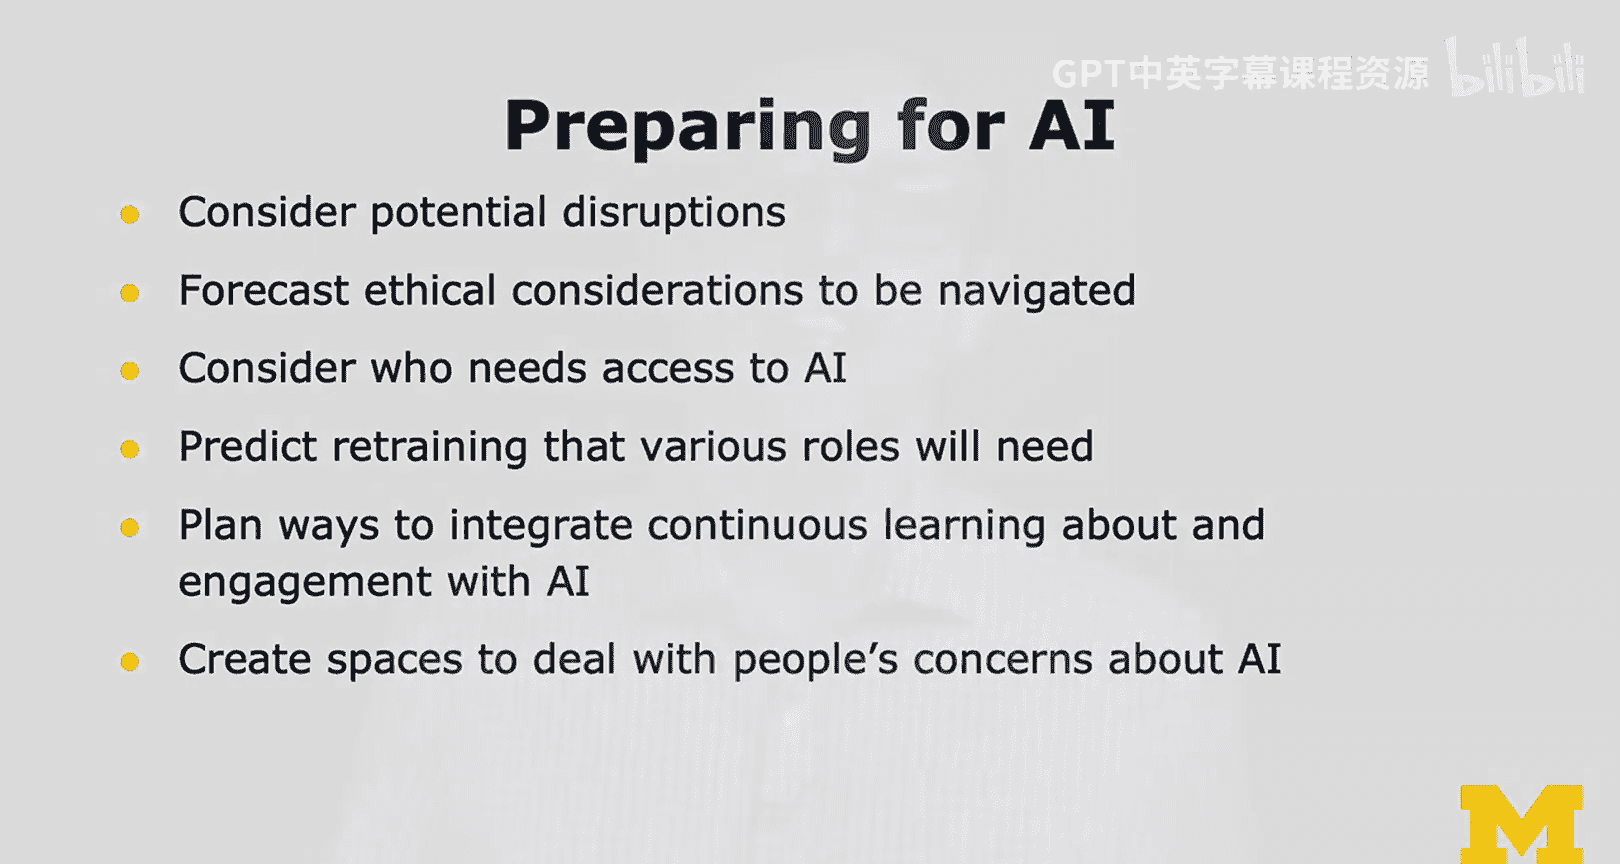 GPT中英字幕课程资源 bilibili
Preparing for AI
Consider potential disruptions
Forecast ethical considerations to be navigated
Consider who needs access to AI
Predict retraining that various roles will need
Plan ways to integrate continuous learning about and
engagement with AI
Create spaces to deal with people’s concerns about AI
M